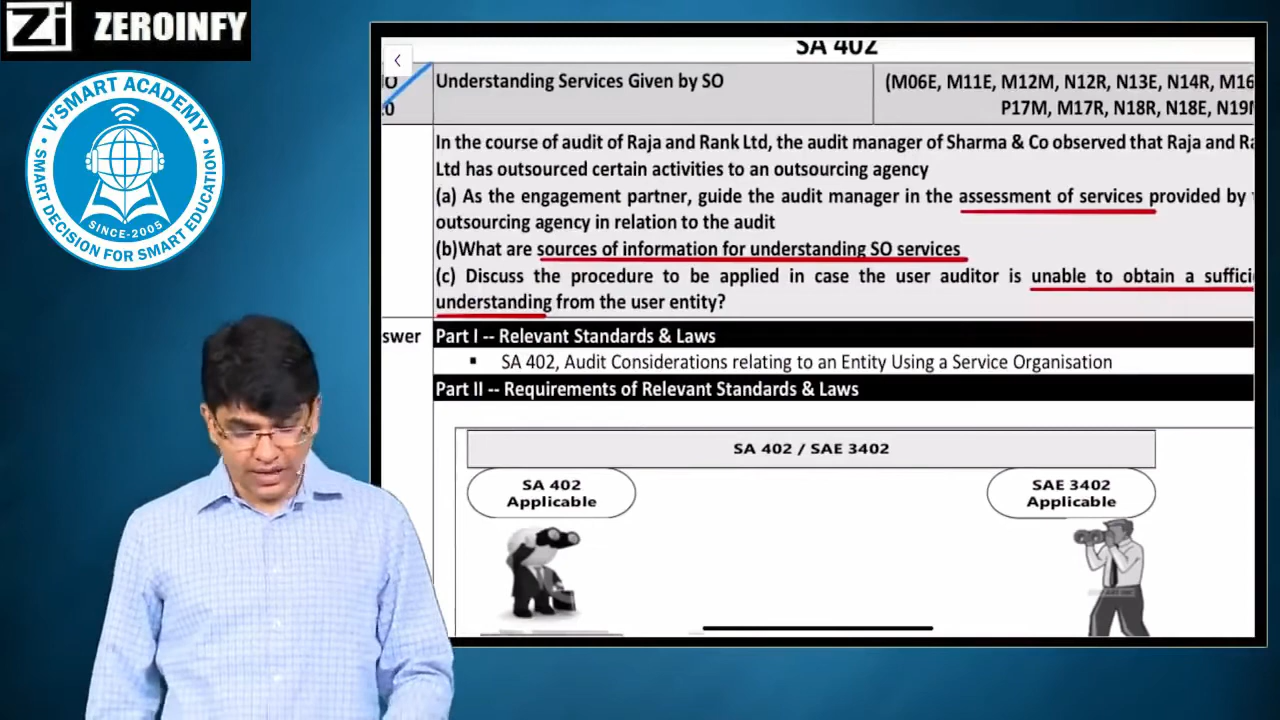 Zi ZEROINFY
V'SMART ACADEMY
SINCE-2005
SMART DECISION FOR SMART EDUCATION
SA 402
Understanding Services Given by SO
(M06E, M11E, M12M, N12R, N13E, N14R, M16
P17M, M17R, N18R, N18E, N19
In the course of audit of Raja and Rank Ltd, the audit manager of Sharma & Co observed that Raja and Ra
Ltd has outsourced certain activities to an outsourcing agency
(a) As the engagement partner, guide the audit manager in the assessment of services provided by
outsourcing agency in relation to the audit
(b)What are sources of information for understanding SO services
(c) Discuss the procedure to be applied in case the user auditor is unable to obtain a suffici
understanding from the user entity?
swer
Part I -- Relevant Standards & Laws
▪ SA 402, Audit Considerations relating to an Entity Using a Service Organisation
Part II -- Requirements of Relevant Standards & Laws
SA 402 / SAE 3402
SA 402
Applicable
SAE 3402
Applicable